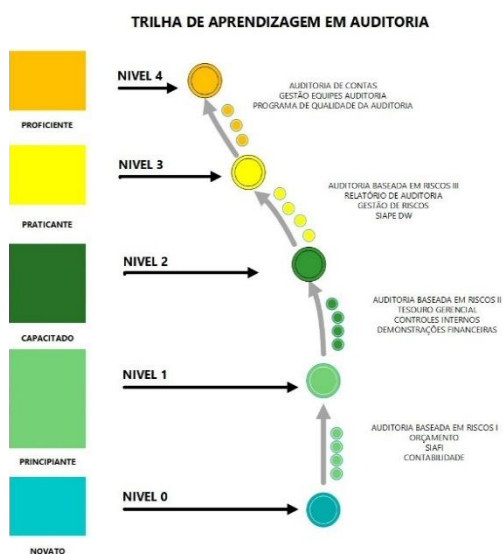 TRILHA DE APRENDIZAGEM EM AUDITORIA
NIVEL 4
AUDITORIA DE CONTAS
GESTÃO EQUIPES AUDITORIA
PROGRAMA DE QUALIDADE DA AUDITORIA
PROFICIENTE
NIVEL 3
AUDITORIA BASEADA EM RISCOS III
RELATÓRIO DE AUDITORIA
GESTÃO DE RISCOS
SIAPE DW
PRATICANTE
NIVEL 2
AUDITORIA BASEADA EM RISCOS II
TESOURO GERENCIAL
CONTROLES INTERNOS
DEMONSTRAÇÕES FINANCEIRAS
CAPACITADO
NIVEL 1
AUDITORIA BASEADA EM RISCOS I
ORÇAMENTO
SIAFI
CONTABILIDADE
PRINCIPIANTE
NIVEL 0
NOVATO